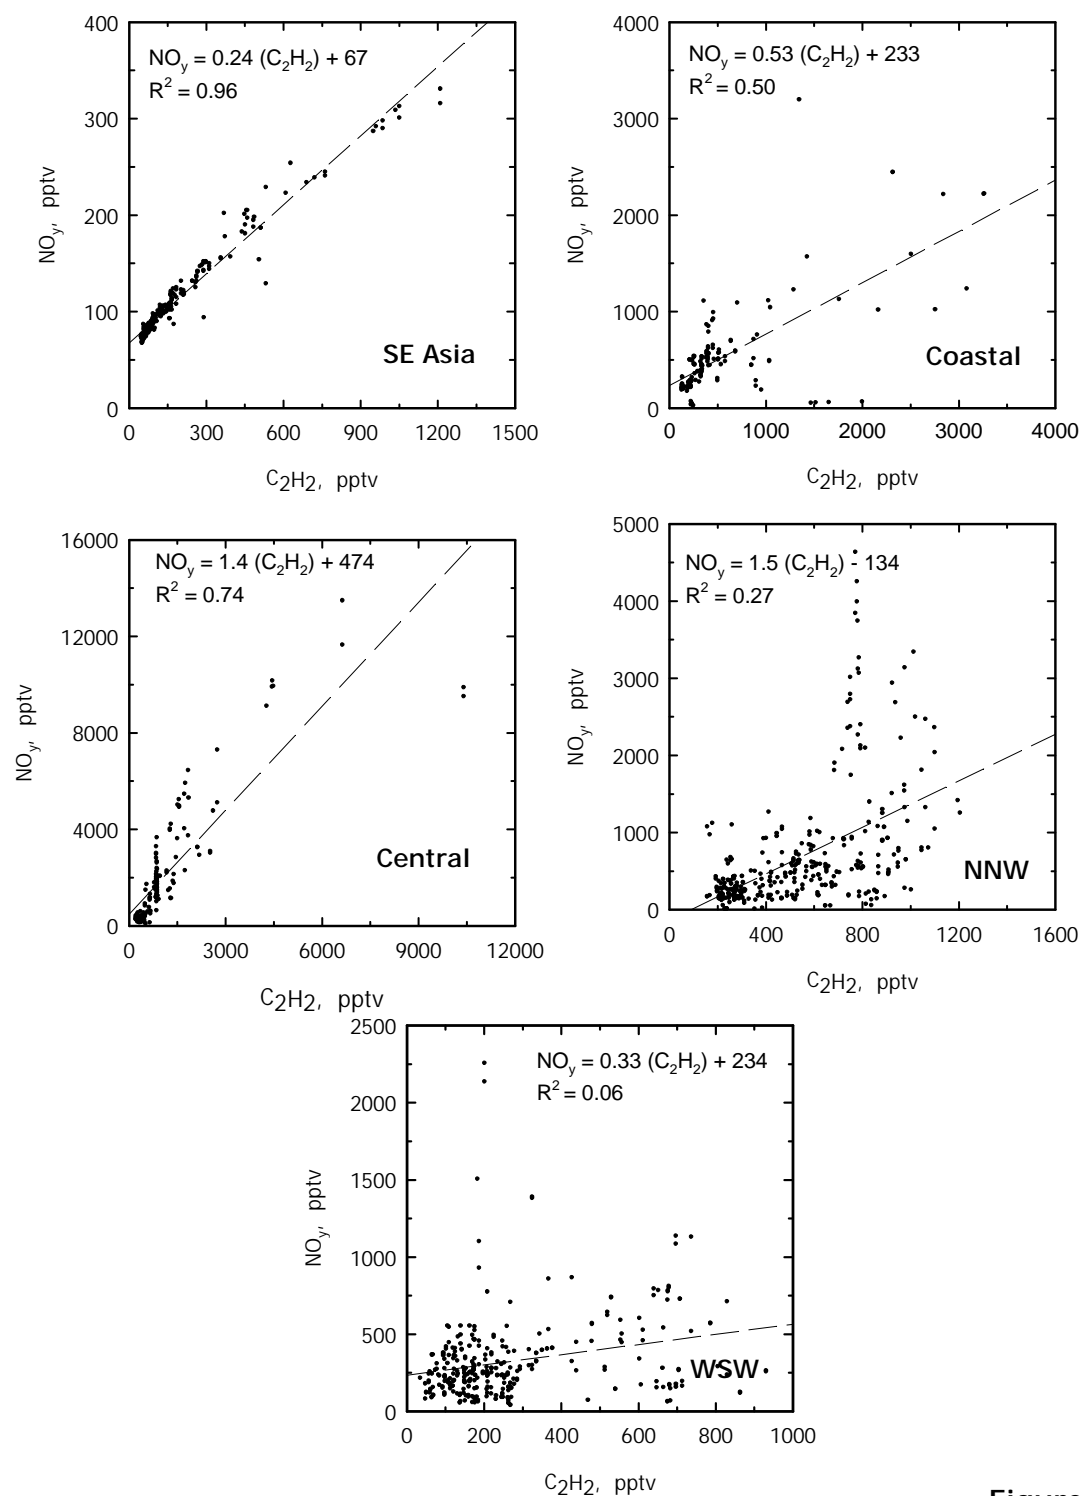 NOy = 0.24 (C2H2) + 67
R2 = 0.96
400
300
200
100
0
NOy, pptv
SE Asia
0 300 600 900 1200 1500
C2H2, pptv
NOy = 0.53 (C2H2) + 233
R2 = 0.50
4000
3000
2000
1000
0
NOy, pptv
Coastal
0 1000 2000 3000 4000
C2H2, pptv
NOy = 1.4 (C2H2) + 474
R2 = 0.74
16000
12000
8000
4000
0
NOy, pptv
Central
0 3000 6000 9000 12000
C2H2, pptv
NOy = 1.5 (C2H2) - 134
R2 = 0.27
5000
4000
3000
2000
1000
0
NOy, pptv
NNW
0 400 800 1200 1600
C2H2, pptv
NOy = 0.33 (C2H2) + 234
R2 = 0.06
2500
2000
1500
1000
500
0
NOy, pptv
WSW
0 200 400 600 800 1000
C2H2, pptv
Figure